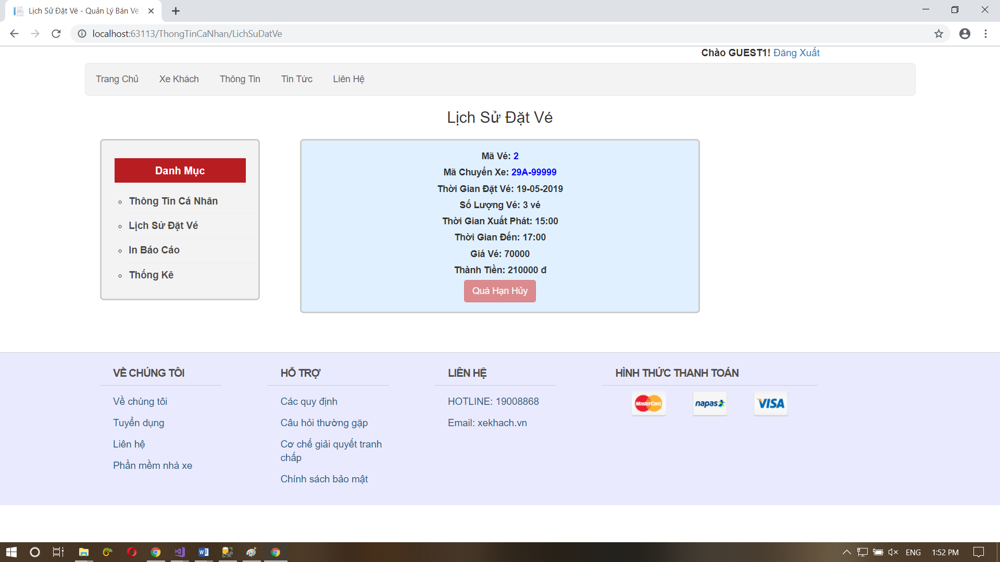 Lịch Sử Đặt Vé - Quản Lý Bán Vé
localhost:63113/ThongTinCaNhan/LichSuDatVe
Chào GUEST1! Đăng Xuất
Trang Chủ Xe Khách Thông Tin Tin Tức Liên Hệ
Lịch Sử Đặt Vé
Danh Mục
Thông Tin Cá Nhân
Lịch Sử Đặt Vé
In Báo Cáo
Thống Kê
Mã Vé: 2
Mã Chuyến Xe: 29A-99999
Thời Gian Đặt Vé: 19-05-2019
Số Lượng Vé: 3 vé
Thời Gian Xuất Phát: 15:00
Thời Gian Đến: 17:00
Giá Vé: 70000
Thành Tiền: 210000 đ
Quá Hạn Hủy
VỀ CHÚNG TÔI
Về chúng tôi
Tuyển dụng
Liên hệ
Phần mềm nhà xe
HỖ TRỢ
Các quy định
Câu hỏi thường gặp
Cơ chế giải quyết tranh
chấp
Chính sách bảo mật
LIÊN HỆ
HOTLINE: 19008868
Email: xekhach.vn
HÌNH THỨC THANH TOÁN
MasterCard napas VISA
ENG 1:52 PM